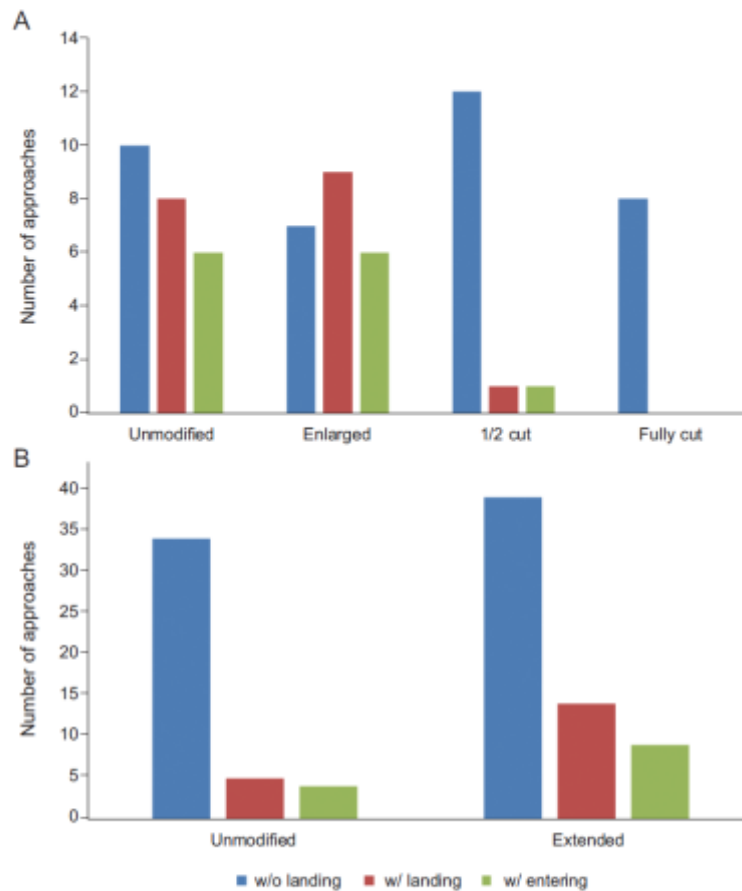 A
14
12
10
8
6
4
2
0
Number of approaches
Unmodified Enlarged 1/2 cut Fully cut
B
40
35
30
25
20
15
10
5
0
Number of approaches
Unmodified Extended
w/o landing w/ landing w/ entering